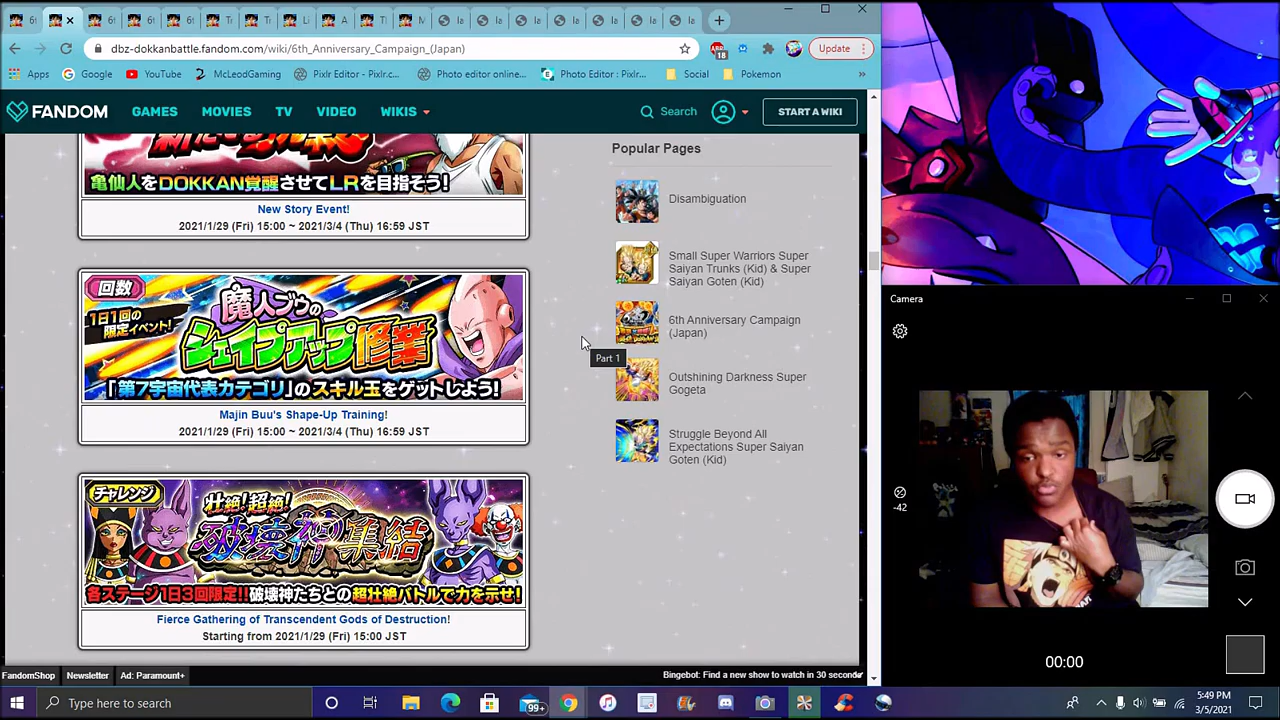 Update
dbz-dokkanbattle.fandom.com/wiki/6th_Anniversary_Campaign_(Japan)
18
Apps
Google
YouTube
McLeodGaming
Pixlr Editor - Pixlr.c...
Photo editor online...
Photo Editor : Pixlr...
Social
Pokemon
FANDOM
GAMES
MOVIES
TV
VIDEO
WIKIS
Search
START A WIKI
亀仙人をDOKKAN覚醒させてLRを目指そう!
New Story Event!
2021/1/29 (Fri) 15:00 ~ 2021/3/4 (Thu) 16:59 JST
回数
1日1回の
限定イベント!
魔人ブウの
シェイプアップ修業
「第7宇宙代表カテゴリ」のスキル玉をゲットしよう!
Majin Buu's Shape-Up Training!
2021/1/29 (Fri) 15:00 ~ 2021/3/4 (Thu) 16:59 JST
チャレンジ
壮絶!超絶!
破壊神集結
各ステージ1日3回限定!!破壊神たちとの超壮絶バトルで力を示せ!
Fierce Gathering of Transcendent Gods of Destruction!
Starting from 2021/1/29 (Fri) 15:00 JST
Popular Pages
Disambiguation
Small Super Warriors Super
Saiyan Trunks (Kid) & Super
Saiyan Goten (Kid)
6th Anniversary Campaign
(Japan)
Part 1
Outshining Darkness Super
Gogeta
Struggle Beyond All
Expectations Super Saiyan
Goten (Kid)
FandomShop
Newsletter
Ad: Paramount+
Bingebot: Find a new show to watch in 30 seconds
Camera
-42
00:00
Type here to search
99+
5:49 PM
3/5/2021